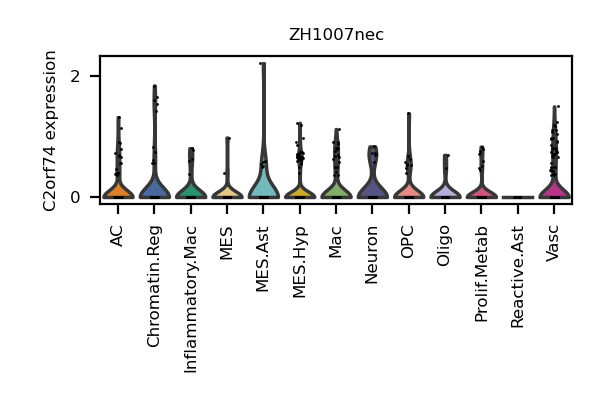 ZH1007nec
C2orf74 expression
2
0
AC
Chromatin.Reg
Inflammatory.Mac
MES
MES.Ast
MES.Hyp
Mac
Neuron
OPC
Oligo
Prolif.Metab
Reactive.Ast
Vasc